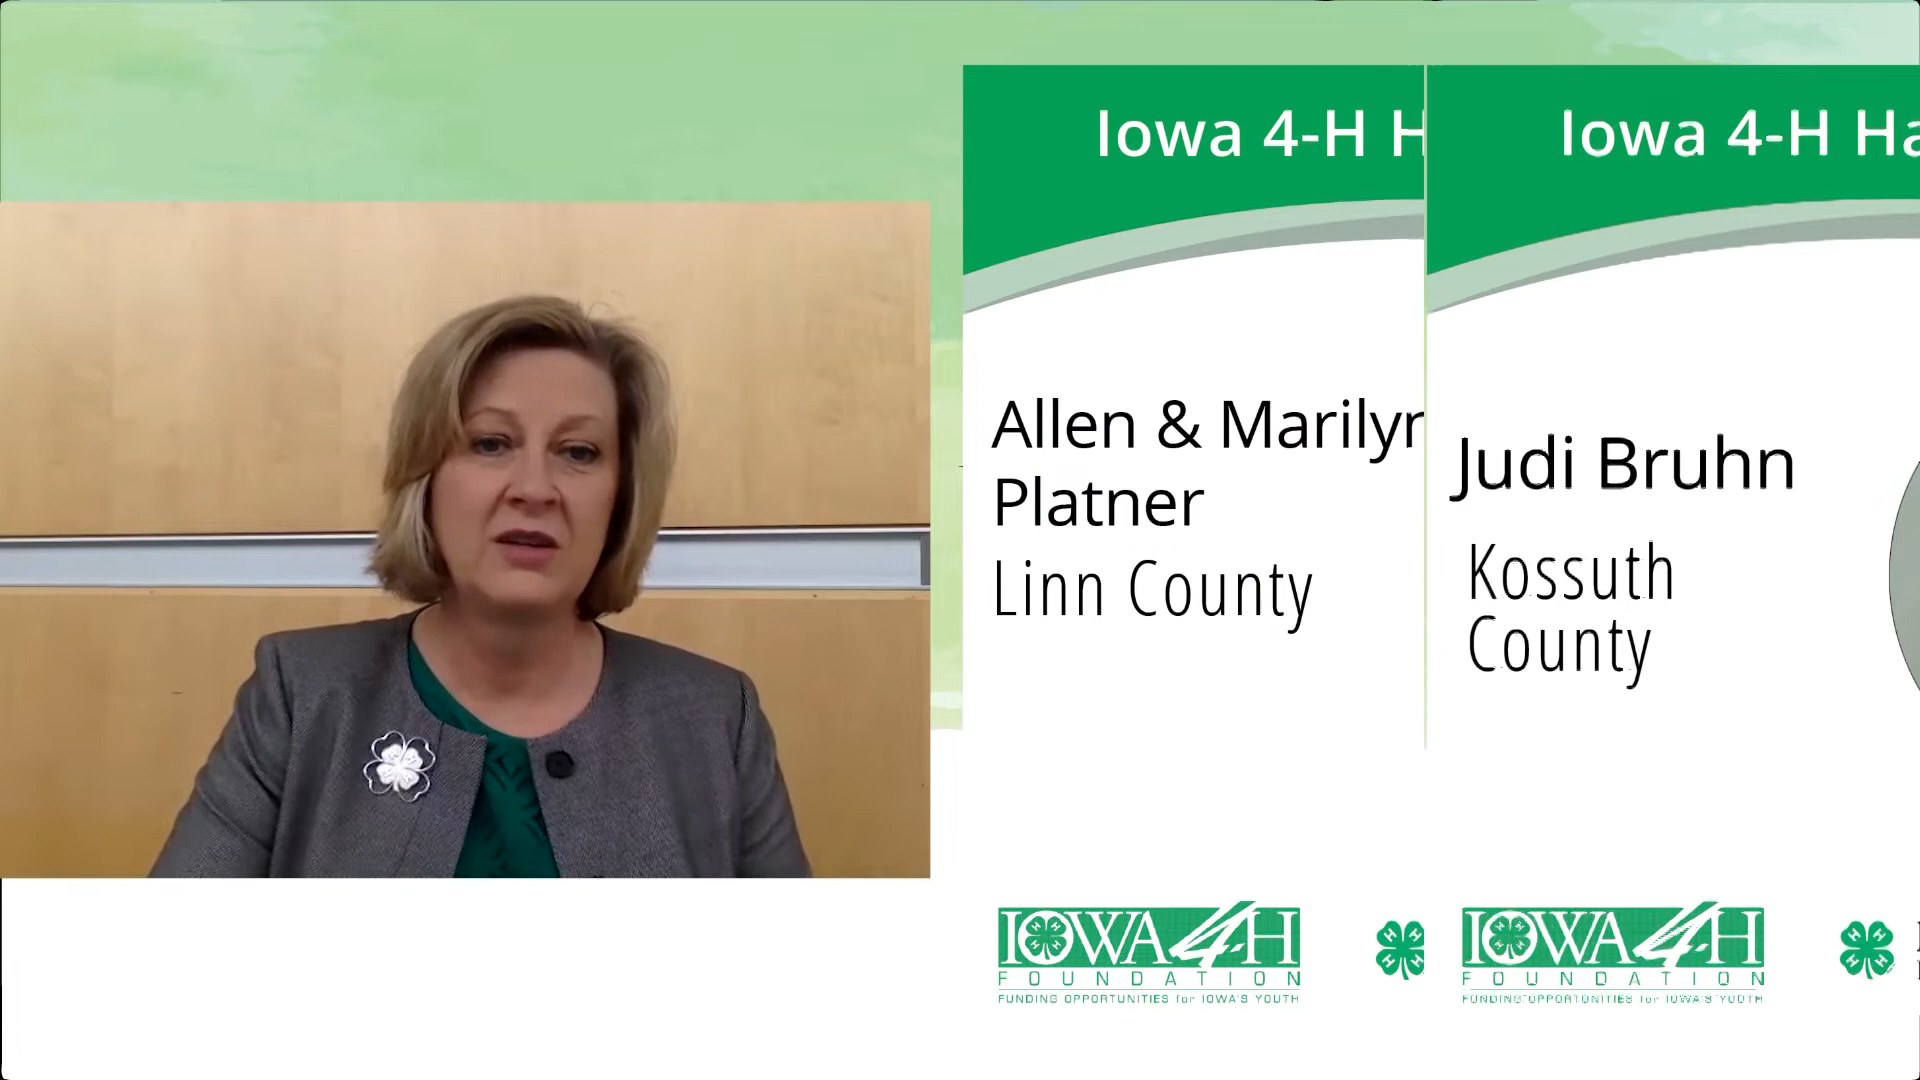 Iowa 4-H H
Allen & Marilyn
Platner
Linn County
IOWA 4-H
FOUNDATION
FUNDING OPPORTUNITIES for IOWA'S YOUTH
Iowa 4-H Ha
Judi Bruhn
Kossuth
County
IOWA 4-H
FOUNDATION
FUNDING OPPORTUNITIES for IOWA'S YOUTH